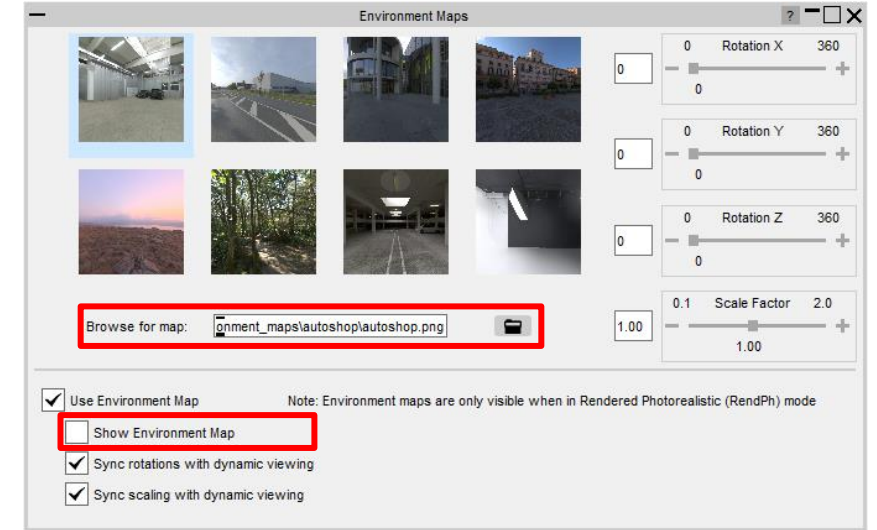 Environment Maps
?
0 Rotation X 360
0
0
0 Rotation Y 360
0
0
0 Rotation Z 360
0
0
Browse for map: onment_maps\autoshop\autoshop.png
0.1 Scale Factor 2.0
1.00
1.00
Use Environment Map Note: Environment maps are only visible when in Rendered Photorealistic (RendPh) mode
Show Environment Map
Sync rotations with dynamic viewing
Sync scaling with dynamic viewing